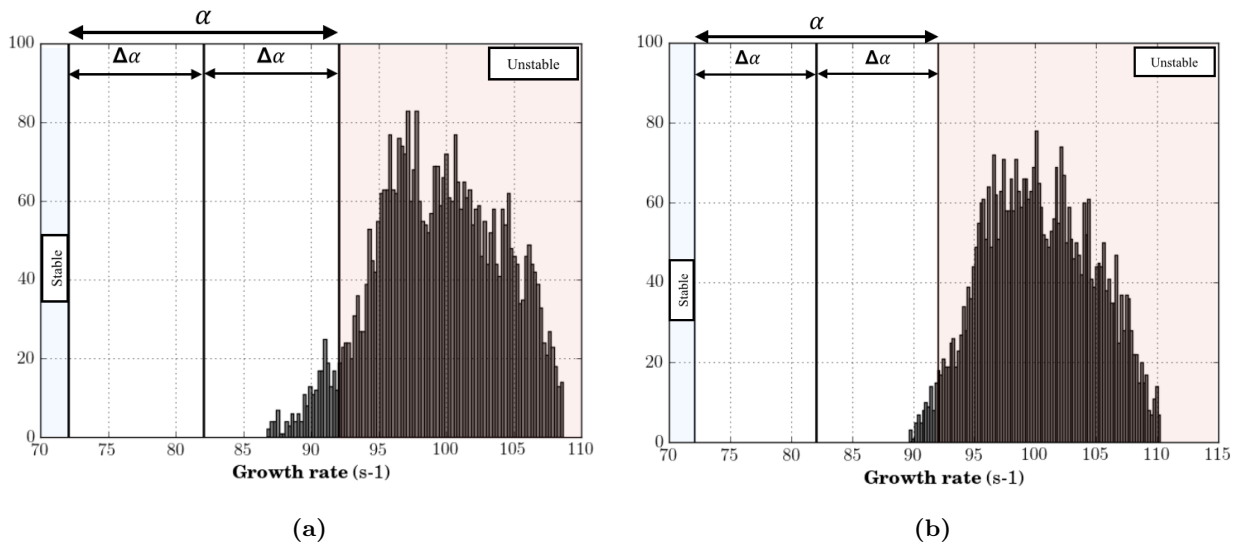 α
Δα Δα
Unstable
Stable
100
80
60
40
20
0
70 75 80 85 90 95 100 105 110
Growth rate (s-1)
(a)
α
Δα Δα
Unstable
Stable
100
80
60
40
20
0
70 75 80 85 90 95 100 105 110 115
Growth rate (s-1)
(b)